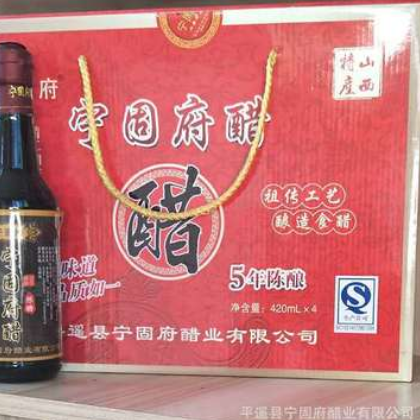 宁固府醋
山西
特産
醋
祖传工艺
酿造食醋
味道
品质如一
5年陈酿
净含量：420mL×4
平遥县宁固府醋业有限公司
宁固府醋
平遥县宁固府醋业有限公司